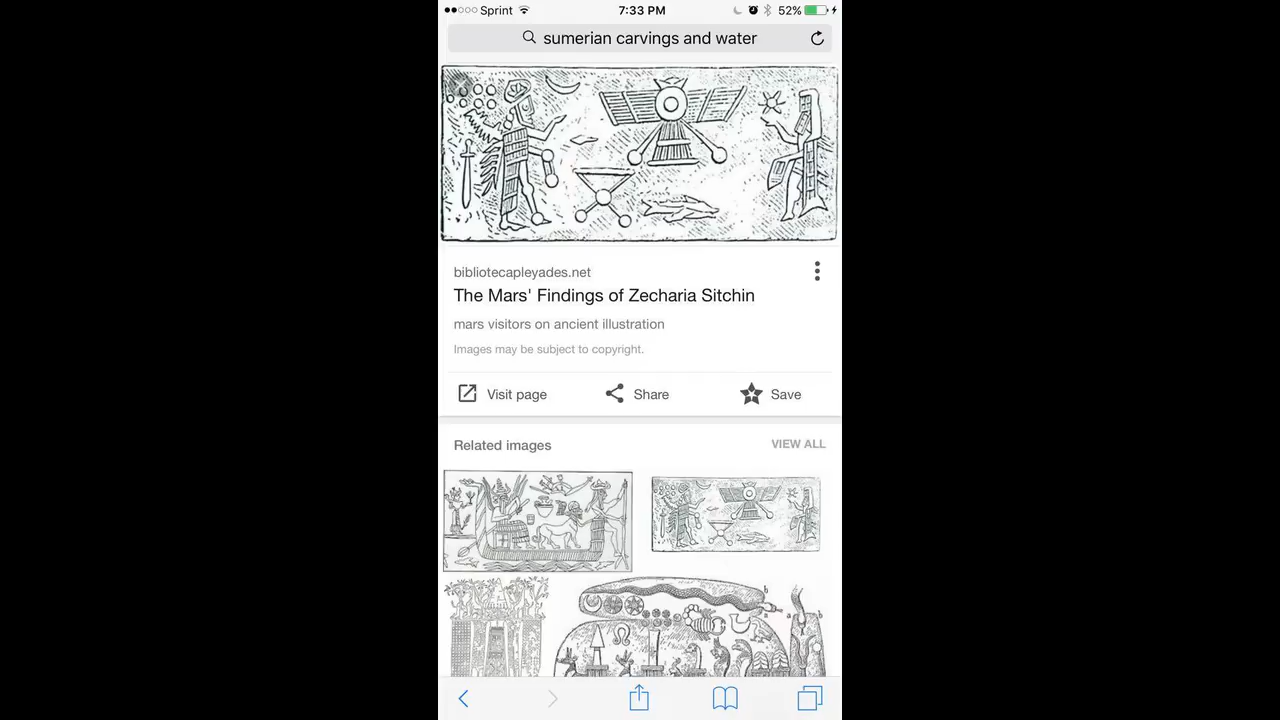 Sprint 7:33 PM 52%
sumerian carvings and water
bibliotecapleyades.net
The Mars' Findings of Zecharia Sitchin
mars visitors on ancient illustration
Images may be subject to copyright.
Visit page Share Save
Related images VIEW ALL
b
a a b